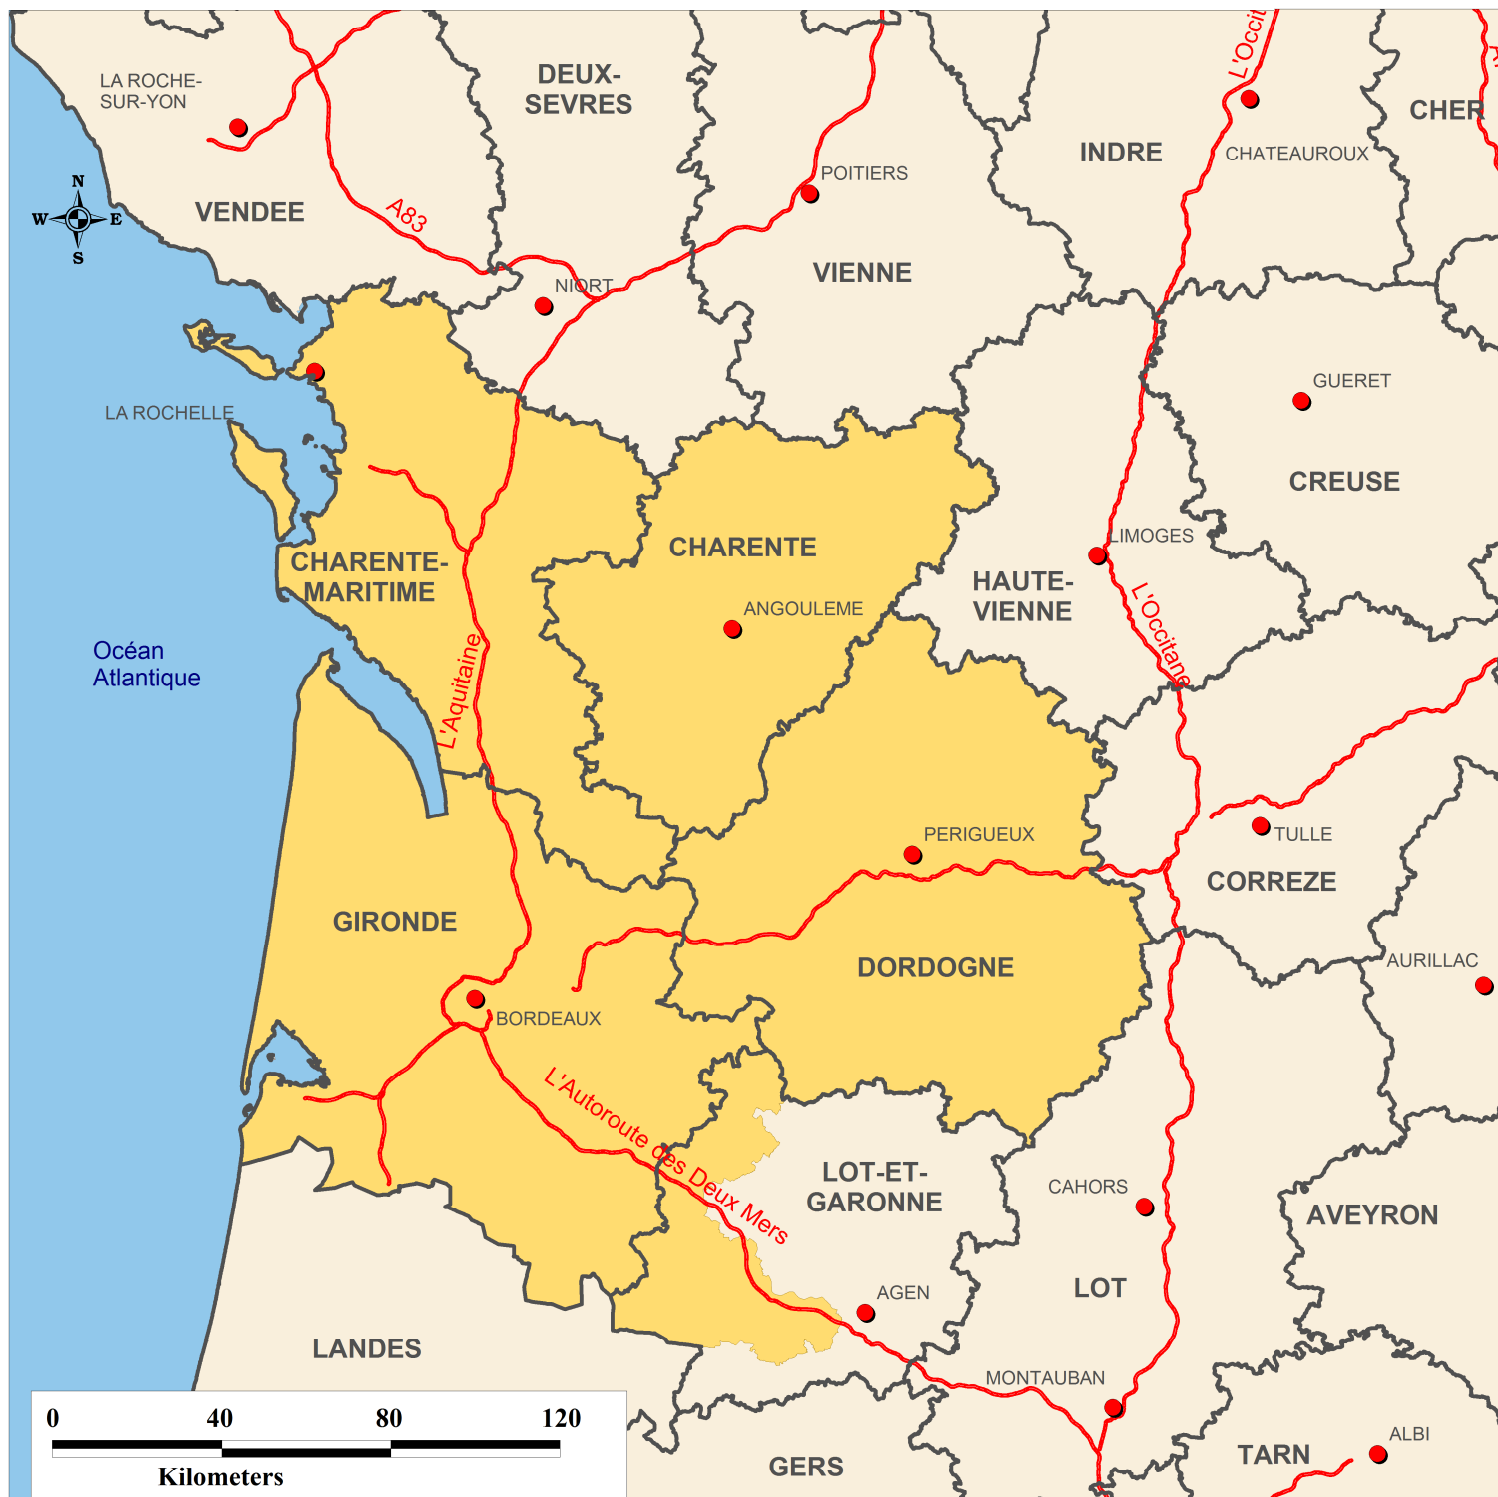 L'Occit
LA ROCHE-
SUR-YON
DEUX-
SEVRES
CHER
INDRE
CHATEAUROUX
POITIERS
N
W
E
S
VENDEE
A83
VIENNE
NIORT
GUERET
LA ROCHELLE
CREUSE
LIMOGES
CHARENTE
CHARENTE-
MARITIME
HAUTE-
VIENNE
ANGOULEME
L'Occitane
Océan
Atlantique
L'Aquitaine
PERIGUEUX
TULLE
CORREZE
GIRONDE
DORDOGNE
AURILLAC
BORDEAUX
L'Autoroute des Deux Mers
LOT-ET-
GARONNE
CAHORS
AVEYRON
LOT
AGEN
LANDES
MONTAUBAN
0 40 80 120
Kilometers
ALBI
TARN
GERS